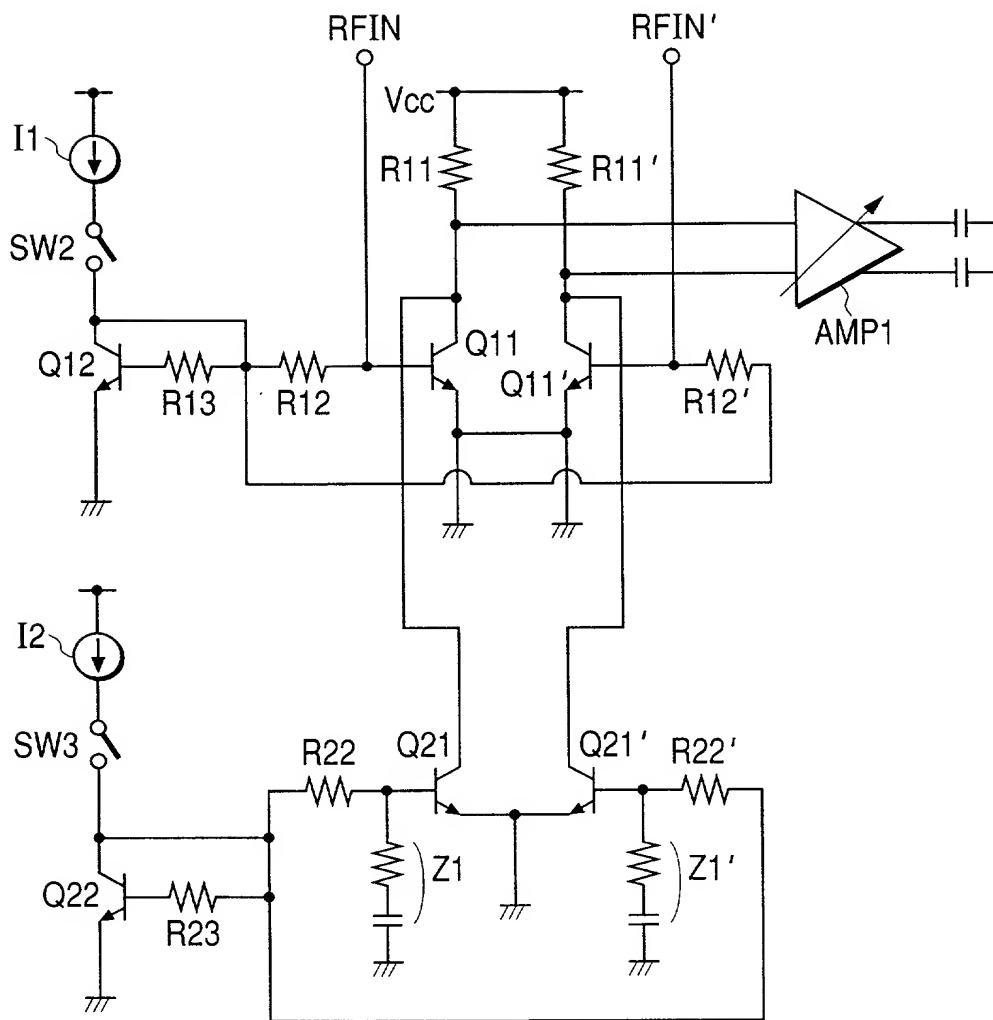 RFIN
RFIN'
Vcc
I1
R11
R11'
SW2
AMP1
Q12
R13
R12
Q11
Q11'
R12'
I2
SW3
R22
Q21
Q21'
R22'
Z1
Z1'
Q22
R23